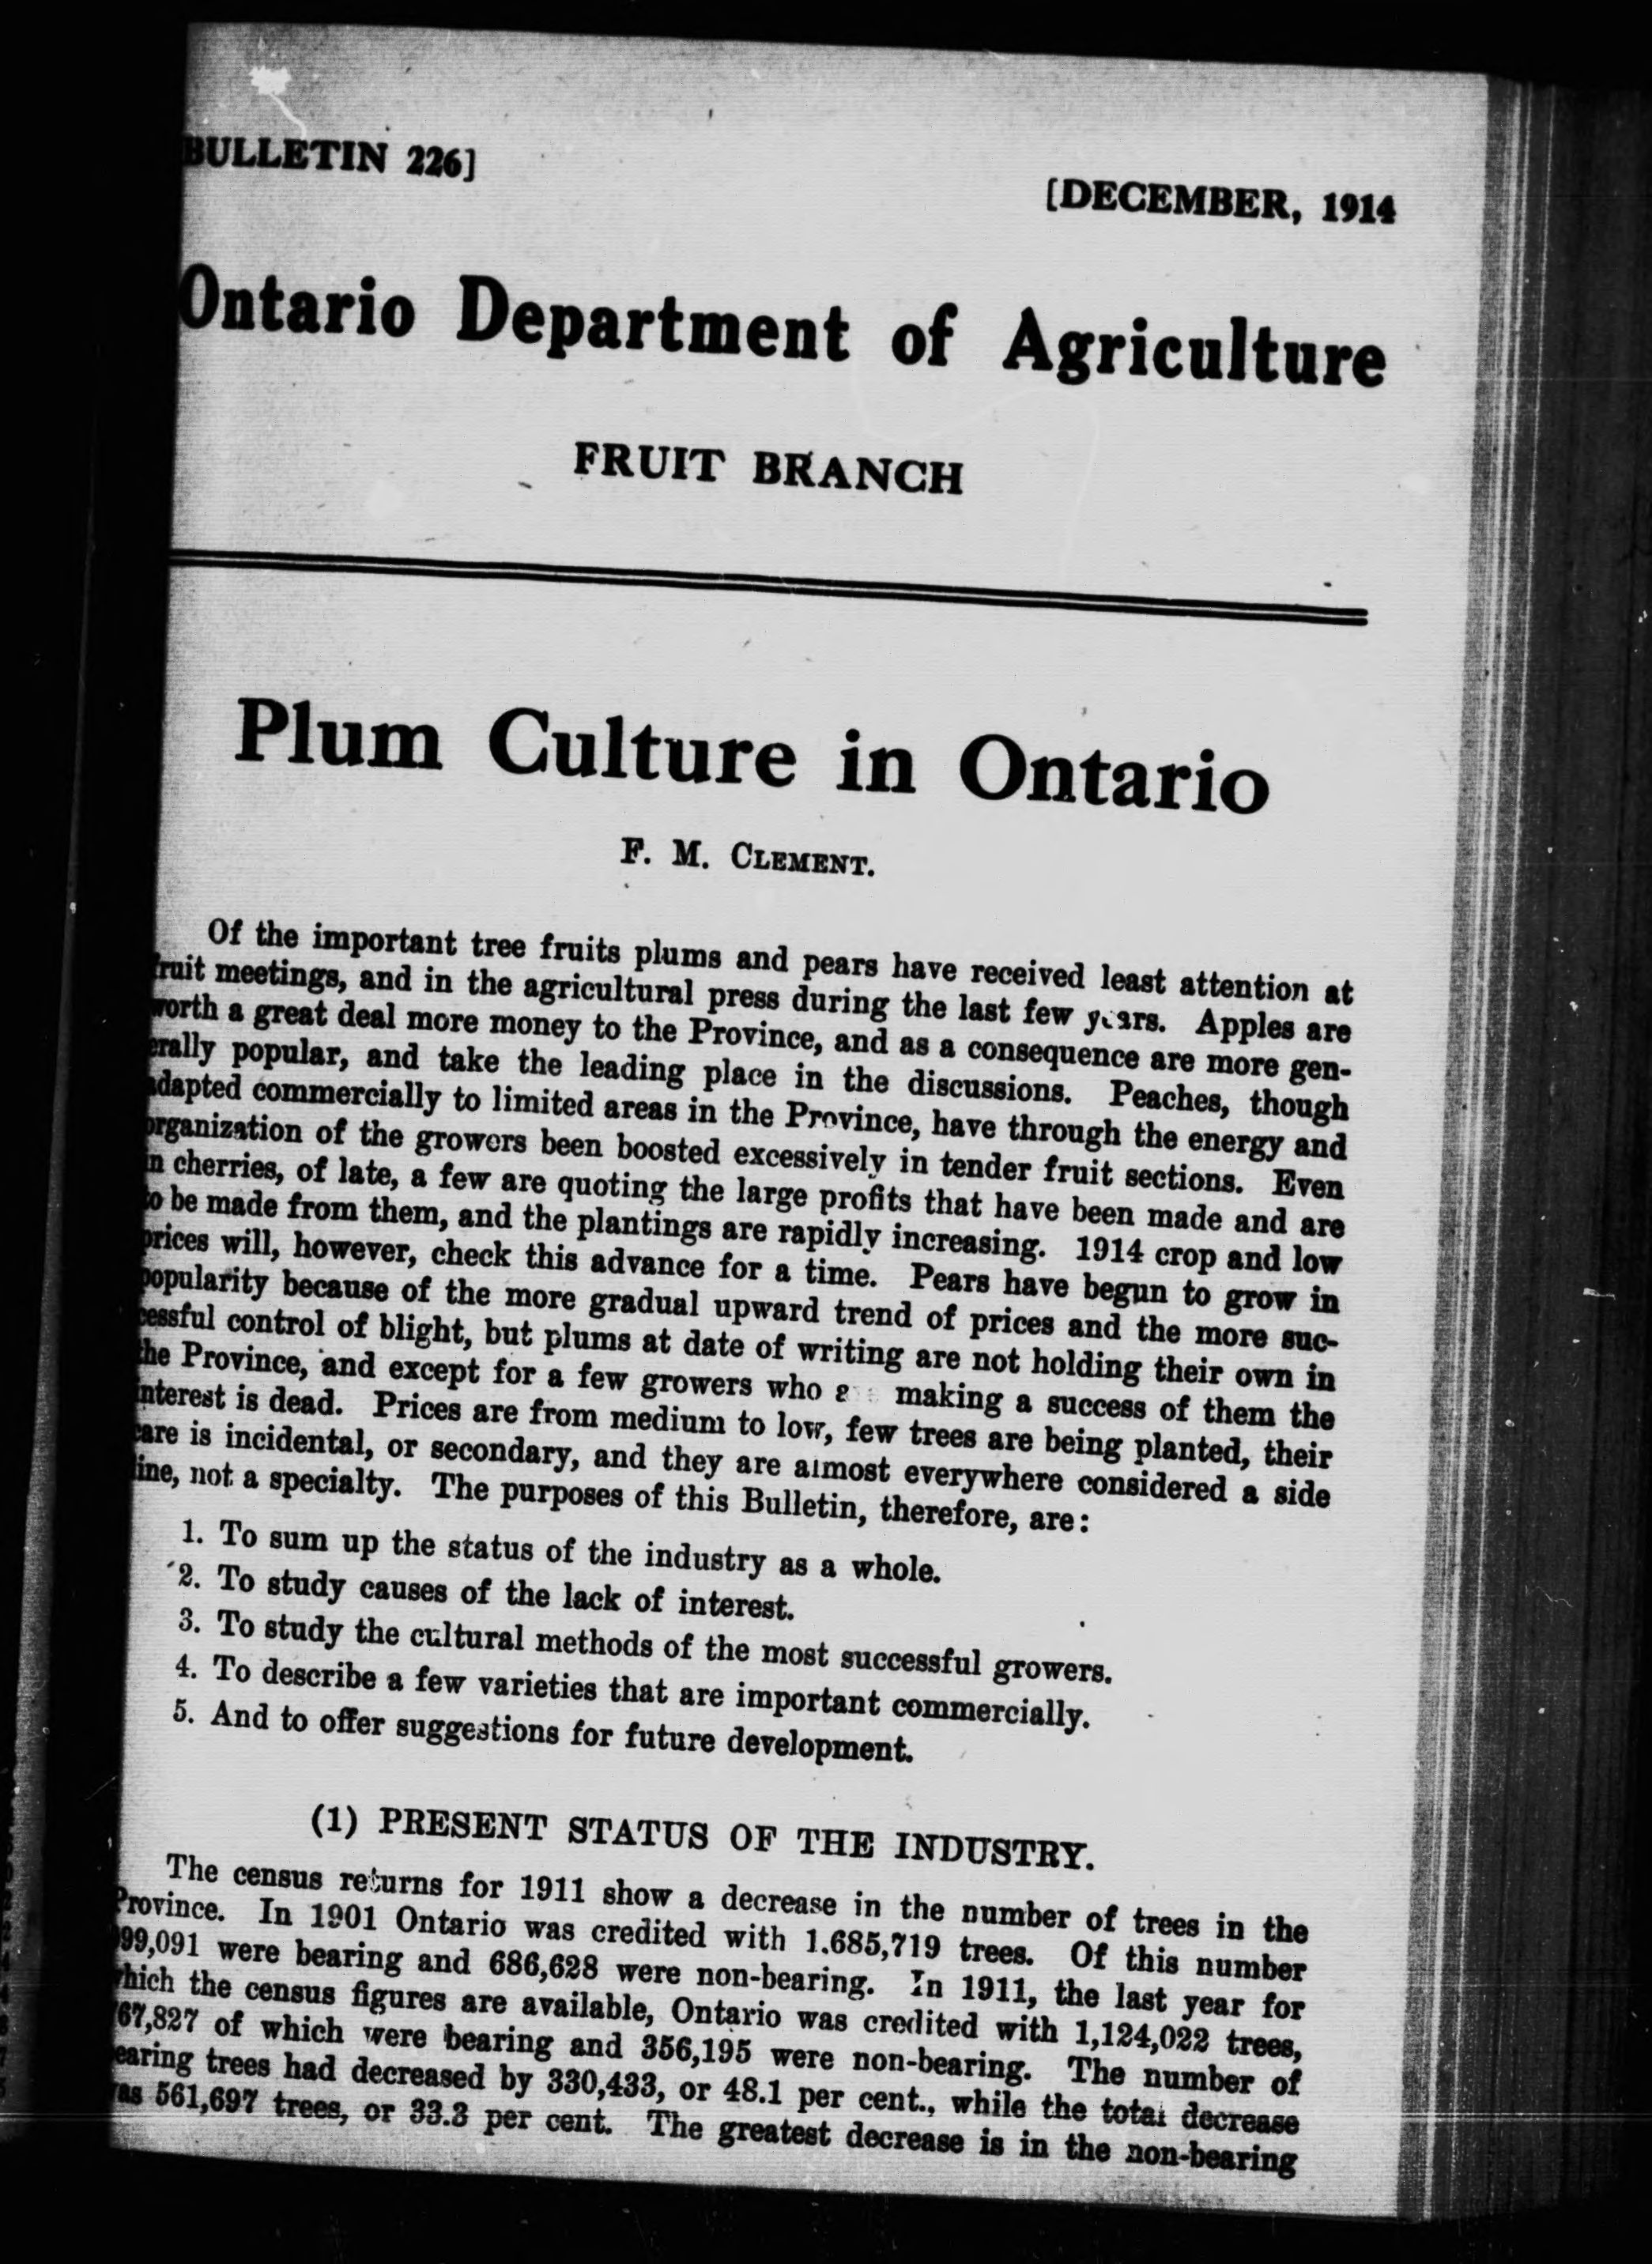 BULLETIN 226]
[DECEMBER, 1914
Ontario Department of Agriculture
FRUIT BRANCH
Plum Culture in Ontario
F. M. CLEMENT.
Of the important tree fruits plums and pears have received least attention at
fruit meetings, and in the agricultural press during the last few years. Apples are
worth a great deal more money to the Province, and as a consequence are more gen-
erally popular, and take the leading place in the discussions. Peaches, though
adapted commercially to limited areas in the Province, have through the energy and
organization of the growers been boosted excessively in tender fruit sections. Even
in cherries, of late, a few are quoting the large profits that have been made and are
to be made from them, and the plantings are rapidly increasing. 1914 crop and low
prices will, however, check this advance for a time. Pears have begun to grow in
popularity because of the more gradual upward trend of prices and the more suc-
cessful control of blight, but plums at date of writing are not holding their own in
the Province, and except for a few growers who are making a success of them the
interest is dead. Prices are from medium to low, few trees are being planted, their
care is incidental, or secondary, and they are almost everywhere considered a side
line, not a specialty. The purposes of this Bulletin, therefore, are:
1. To sum up the status of the industry as a whole.
2. To study causes of the lack of interest.
3. To study the cultural methods of the most successful growers.
4. To describe a few varieties that are important commercially.
5. And to offer suggestions for future development.
(1) PRESENT STATUS OF THE INDUSTRY.
The census returns for 1911 show a decrease in the number of trees in the
Province. In 1901 Ontario was credited with 1,685,719 trees. Of this number
99,091 were bearing and 686,628 were non-bearing. In 1911, the last year for
which the census figures are available, Ontario was credited with 1,124,022 trees,
67,827 of which were bearing and 356,195 were non-bearing. The number of
earing trees had decreased by 330,433, or 48.1 per cent., while the total decrease
was 561,697 trees, or 33.3 per cent. The greatest decrease is in the non-bearing